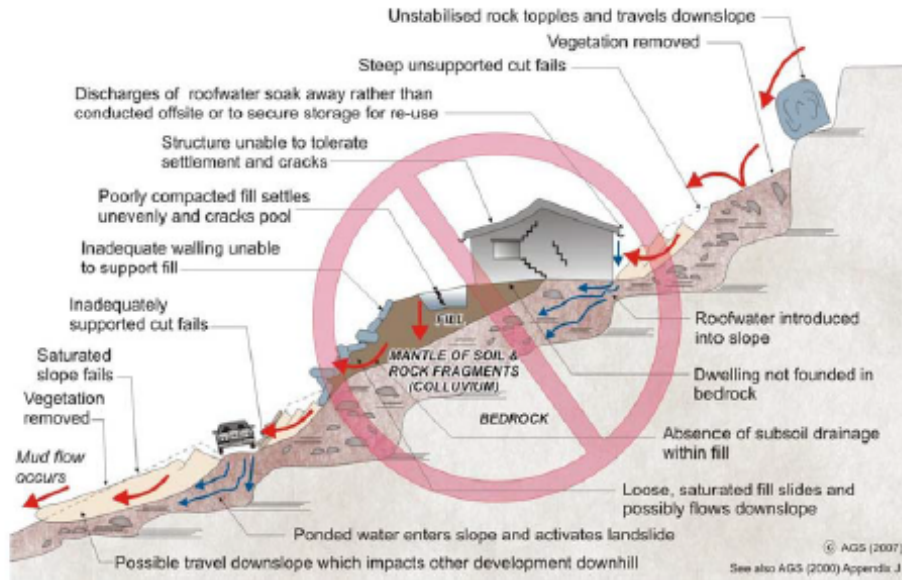 Unstabilised rock topples and travels downslope
Vegetation removed
Steep unsupported cut fails
Discharges of roofwater soak away rather than
conducted offsite or to secure storage for re-use
Structure unable to tolerate
settlement and cracks
Poorly compacted fill settles
unevenly and cracks pool
Inadequate walling unable
to support fill
Inadequately
supported cut fails
Saturated
slope fails
Vegetation
removed
Mud flow
occurs
FILL
MANTLE OF SOIL &
ROCK FRAGMENTS
(COLLUVIUM)
BEDROCK
Roofwater introduced
into slope
Dwelling not founded in
bedrock
Absence of subsoil drainage
within fill
Loose, saturated fill slides and
possibly flows downslope
Ponded water enters slope and activates landslide
Possible travel downslope which impacts other development downhill
© AGS (2007)
See also AGS (2000) Appendix J